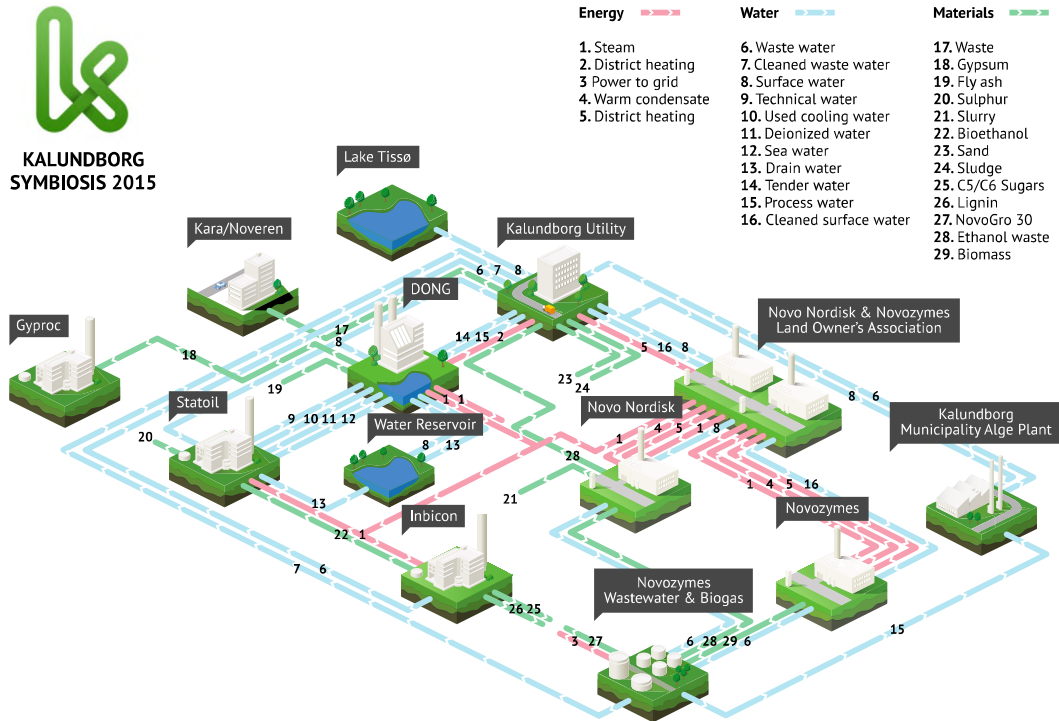 KALUNDBORG
SYMBIOSIS 2015
Energy
1. Steam
2. District heating
3 Power to grid
4. Warm condensate
5. District heating
Water
6. Waste water
7. Cleaned waste water
8. Surface water
9. Technical water
10. Used cooling water
11. Deionized water
12. Sea water
13. Drain water
14. Tender water
15. Process water
16. Cleaned surface water
Materials
17. Waste
18. Gypsum
19. Fly ash
20. Sulphur
21. Slurry
22. Bioethanol
23. Sand
24. Sludge
25. C5/C6 Sugars
26. Lignin
27. NovoGro 30
28. Ethanol waste
29. Biomass
Lake Tissø
Kara/Noveren
Kalundborg Utility
6 7 8
DONG
Gyproc
17
8
14 15 2
Novo Nordisk & Novozymes
Land Owner's Association
18
5 16 8
19
23
24
8 6
Statoil
1 1
Novo Nordisk
Kalundborg
Municipality Alge Plant
9 10 11 12
Water Reservoir
20
8 13
1 4 5 1 8
28
21
1 4 5 16
13
Inbicon
Novozymes
22 1
7 6
Novozymes
Wastewater & Biogas
26 25
3 27
6 28 29 6
15